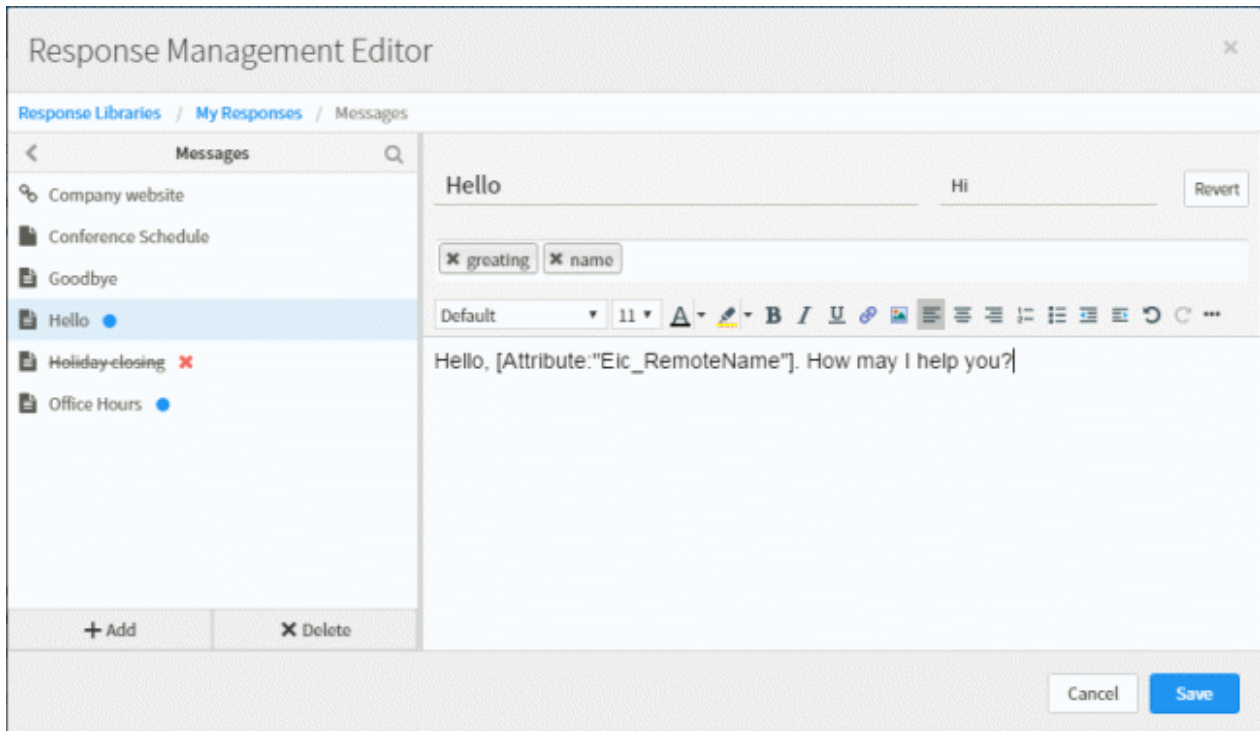 Response Management Editor
Response Libraries / My Responses / Messages
Messages
Company website
Conference Schedule
Goodbye
Hello
Holiday closing
Office Hours
+ Add
Delete
Hello
Hi
Revert
greating name
Default 11 A B I U
Hello, [Attribute:"Eic_RemoteName"]. How may I help you?
Cancel Save